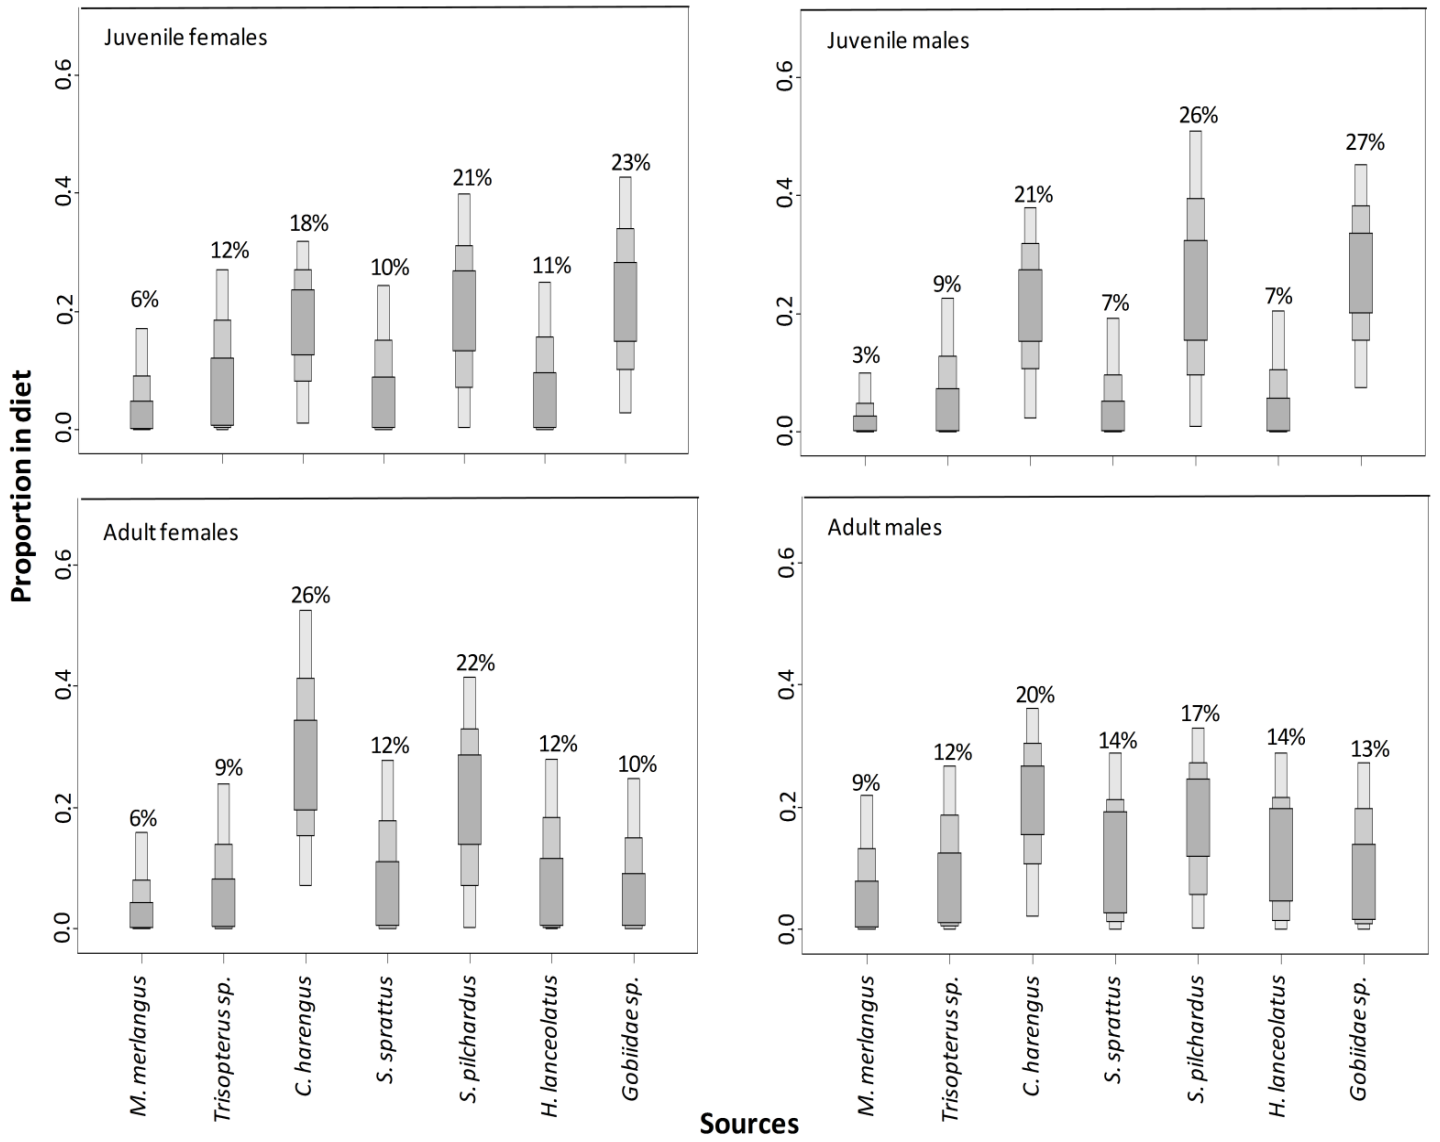 Juvenile females
0.6
0.4
0.2
0.0
6%
12%
18%
10%
21%
11%
23%
Juvenile males
0.6
0.4
0.2
0.0
3%
9%
21%
7%
26%
7%
27%
Proportion in diet
Adult females
0.6
0.4
0.2
0.0
6%
9%
26%
12%
22%
12%
10%
Adult males
0.6
0.4
0.2
0.0
9%
12%
20%
14%
17%
14%
13%
M. merlangus
Trisopterus sp.
C. harengus
S. sprattus
S. pilchardus
H. lanceolatus
Gobiidae sp.
M. merlangus
Trisopterus sp.
C. harengus
S. sprattus
S. pilchardus
H. lanceolatus
Gobiidae sp.
Sources